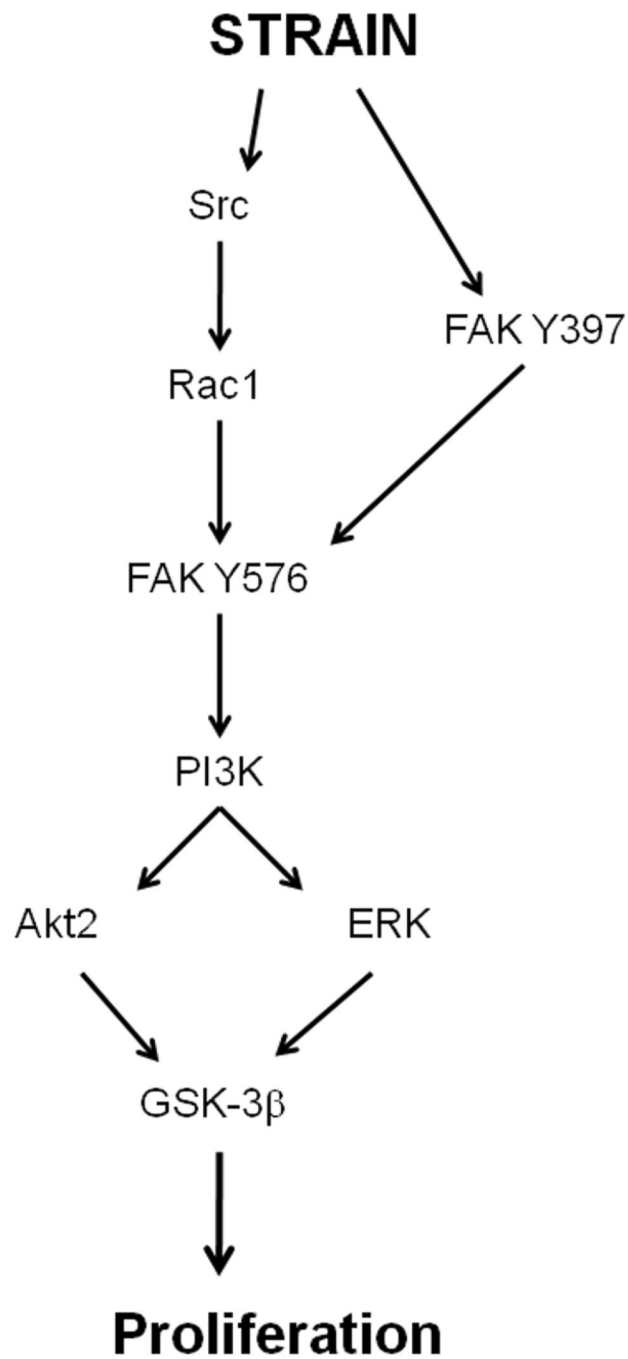 STRAIN
Src
FAK Y397
Rac1
FAK Y576
PI3K
Akt2
ERK
GSK-3β
Proliferation